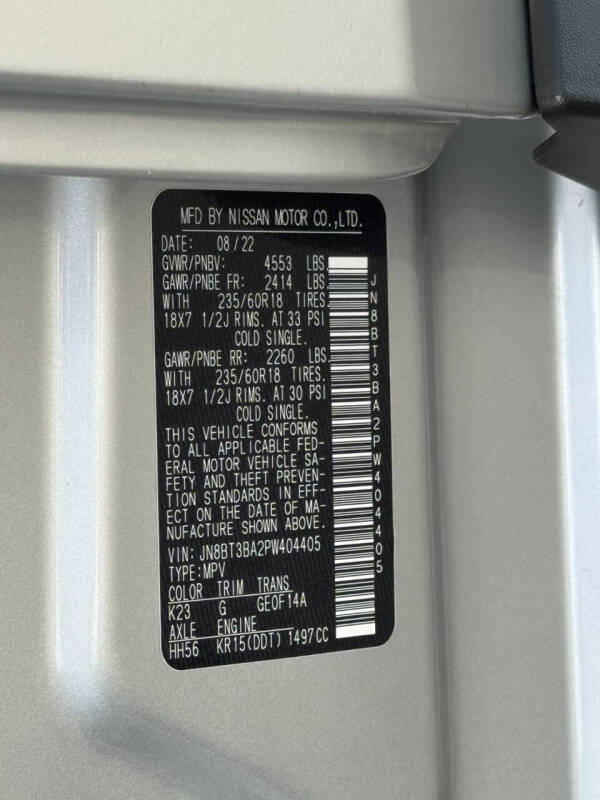 MFD BY NISSAN MOTOR CO.,LTD.
DATE: 08/22
GVWR/PNBV: 4553 LBS.
GAWR/PNBE FR: 2414 LBS.
WITH 235/60R18 TIRES.
18X7 1/2J RIMS. AT 33 PSI
COLD SINGLE.
GAWR/PNBE RR: 2260 LBS.
WITH 235/60R18 TIRES.
18X7 1/2J RIMS. AT 30 PSI
COLD SINGLE.
THIS VEHICLE CONFORMS
TO ALL APPLICABLE FED-
ERAL MOTOR VEHICLE SA-
FETY AND THEFT PREVEN-
TION STANDARDS IN EFF-
ECT ON THE DATE OF MA-
NUFACTURE SHOWN ABOVE.
VIN: JN8BT3BA2PW404405
TYPE:MPV
COLOR TRIM TRANS
K23 G GE0F14A
AXLE ENGINE
HH56 KR15(DDT) 1497CC
JN8BT3BA2PW404405